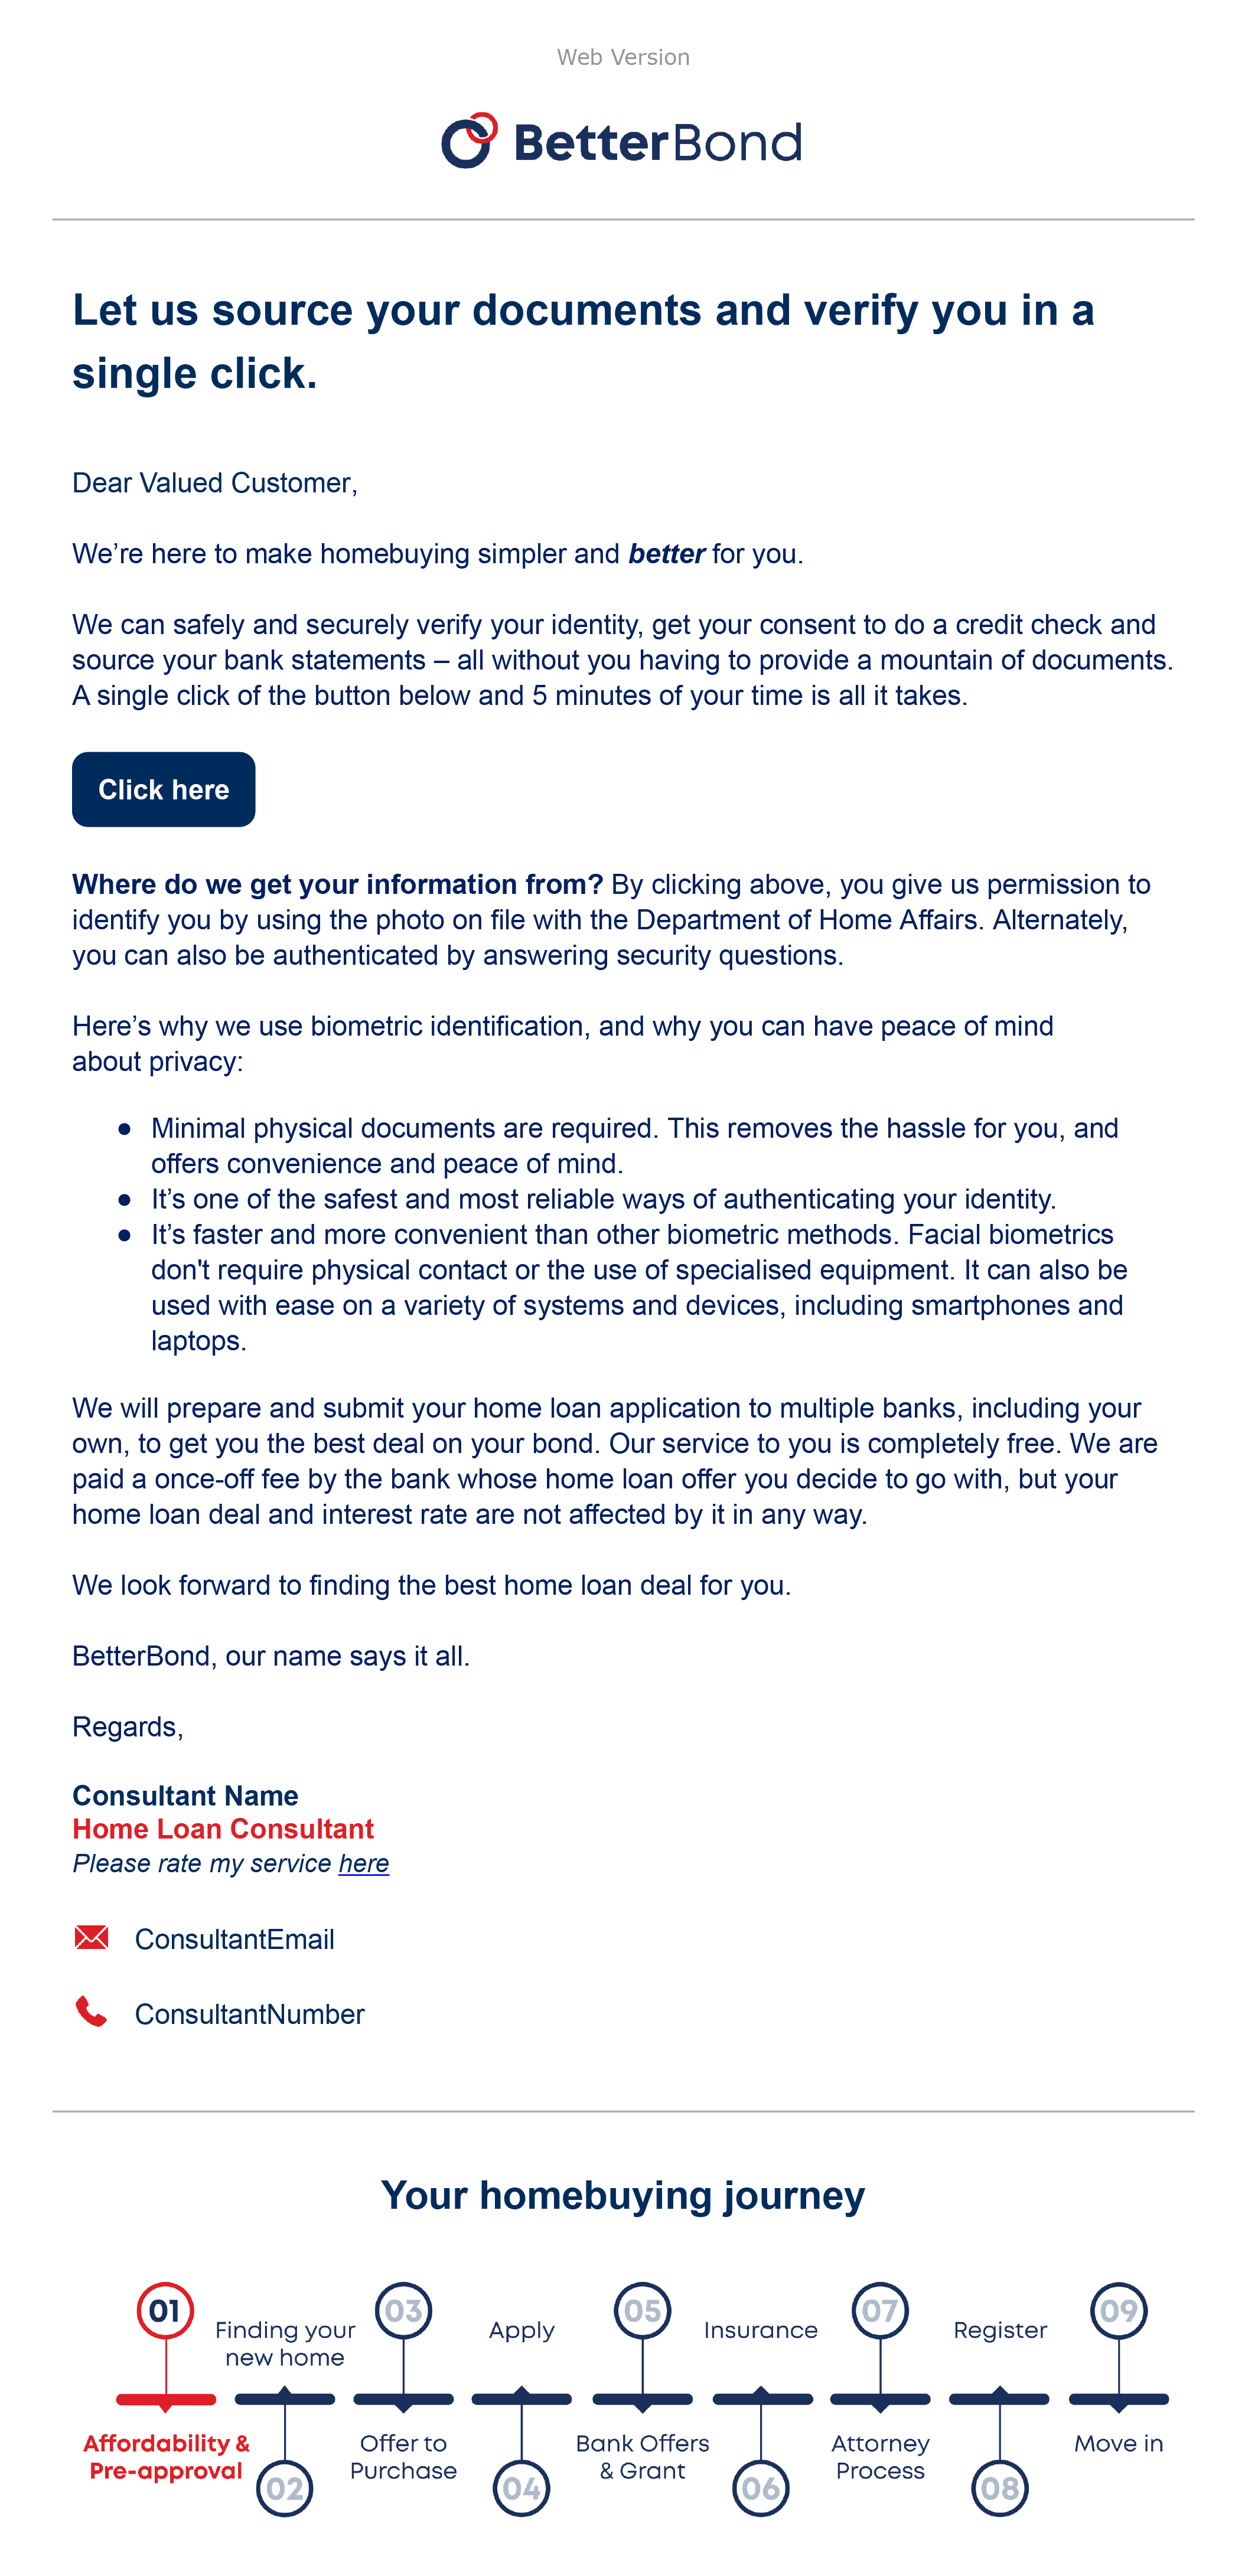 Web Version
BetterBond
Let us source your documents and verify you in a
single click.
Dear Valued Customer,
We’re here to make homebuying simpler and better for you.
We can safely and securely verify your identity, get your consent to do a credit check and
source your bank statements – all without you having to provide a mountain of documents.
A single click of the button below and 5 minutes of your time is all it takes.
Click here
Where do we get your information from? By clicking above, you give us permission to
identify you by using the photo on file with the Department of Home Affairs. Alternately,
you can also be authenticated by answering security questions.
Here’s why we use biometric identification, and why you can have peace of mind
about privacy:
● Minimal physical documents are required. This removes the hassle for you, and
offers convenience and peace of mind.
● It’s one of the safest and most reliable ways of authenticating your identity.
● It’s faster and more convenient than other biometric methods. Facial biometrics
don't require physical contact or the use of specialised equipment. It can also be
used with ease on a variety of systems and devices, including smartphones and
laptops.
We will prepare and submit your home loan application to multiple banks, including your
own, to get you the best deal on your bond. Our service to you is completely free. We are
paid a once-off fee by the bank whose home loan offer you decide to go with, but your
home loan deal and interest rate are not affected by it in any way.
We look forward to finding the best home loan deal for you.
BetterBond, our name says it all.
Regards,
Consultant Name
Home Loan Consultant
Please rate my service here
ConsultantEmail
ConsultantNumber
Your homebuying journey
01
Affordability &
Pre-approval
Finding your
new home
02
03
Offer to
Purchase
Apply
04
05
Bank Offers
& Grant
Insurance
06
07
Attorney
Process
Register
08
09
Move in